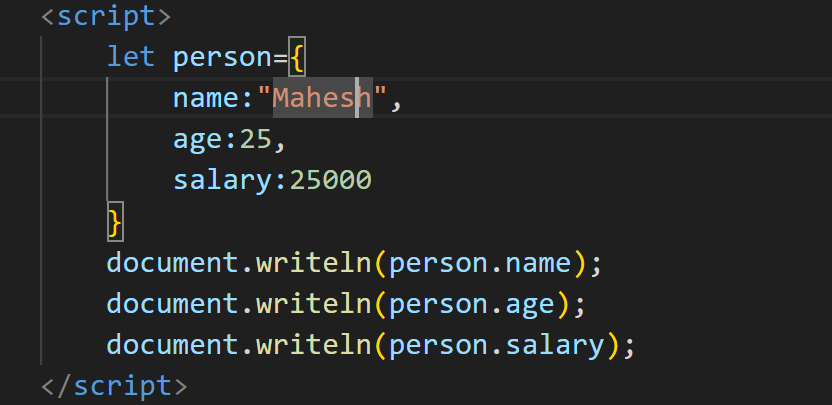 <script>
let person={
name:"Mahesh",
age:25,
salary:25000
}
document.writeln(person.name);
document.writeln(person.age);
document.writeln(person.salary);
</script>